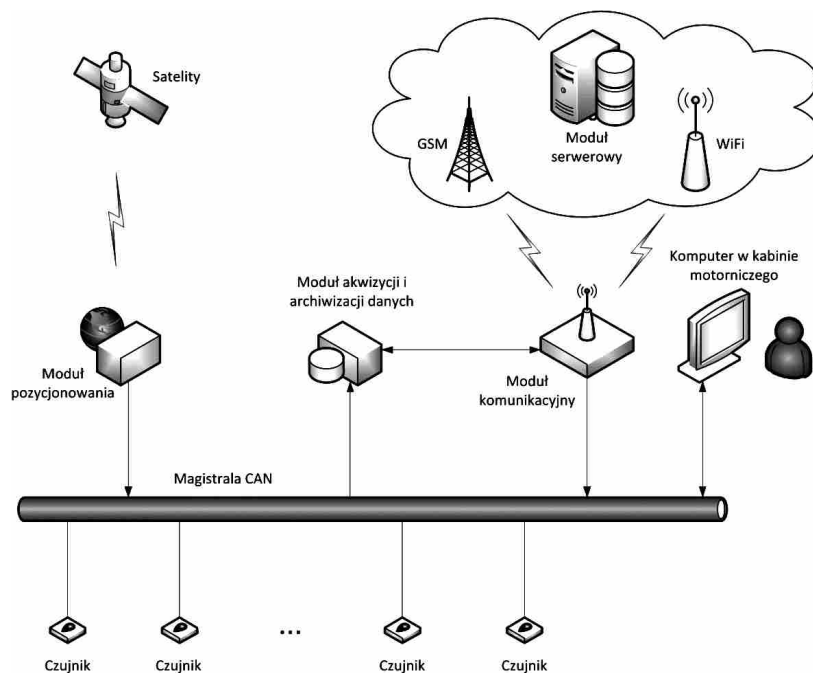 Satelity
GSM
Moduł
serwerowy
WiFi
Moduł akwizycji i
archiwizacji danych
Komputer w kabinie
motorniczego
Moduł
pozycjonowania
Moduł
komunikacyjny
Magistrala CAN
...
Czujnik
Czujnik
Czujnik
Czujnik